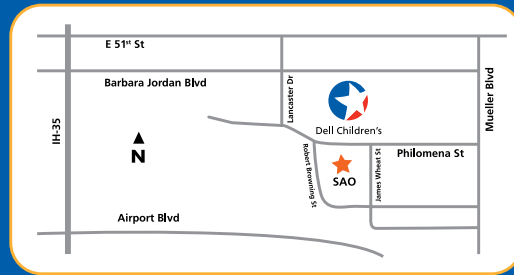 E 51st St
Barbara Jordan Blvd
Lancaster Dr
Mueller Blvd
IH-35
Dell Children's
N
Robert Browning St
SAO
James Wheat St
Philomena St
Airport Blvd